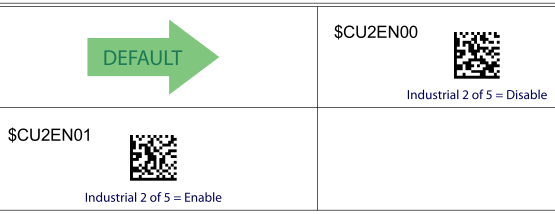 DEFAULT
$CU2EN00
Industrial 2 of 5 = Disable
$CU2EN01
Industrial 2 of 5 = Enable